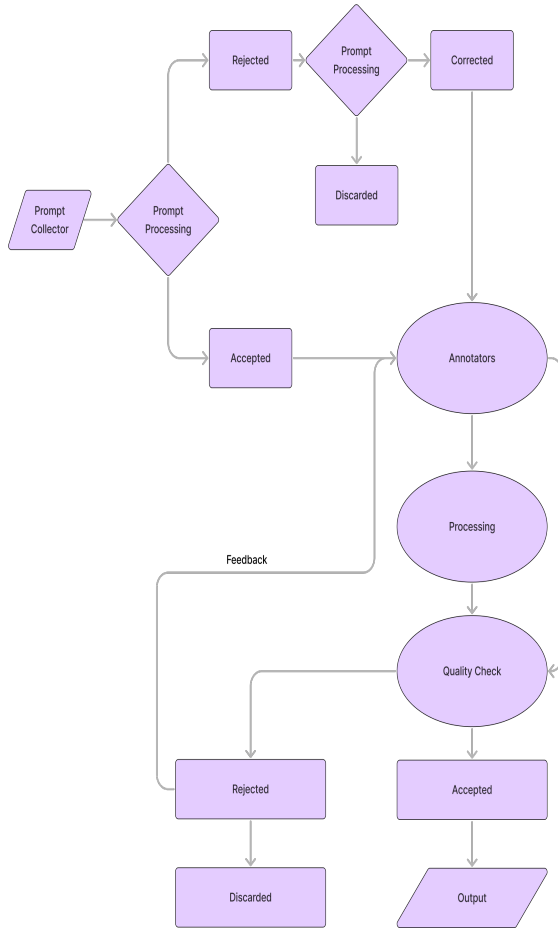 Rejected
Prompt
Processing
Corrected
Discarded
Prompt
Collector
Prompt
Processing
Accepted
Annotators
Processing
Feedback
Quality Check
Rejected
Accepted
Discarded
Output